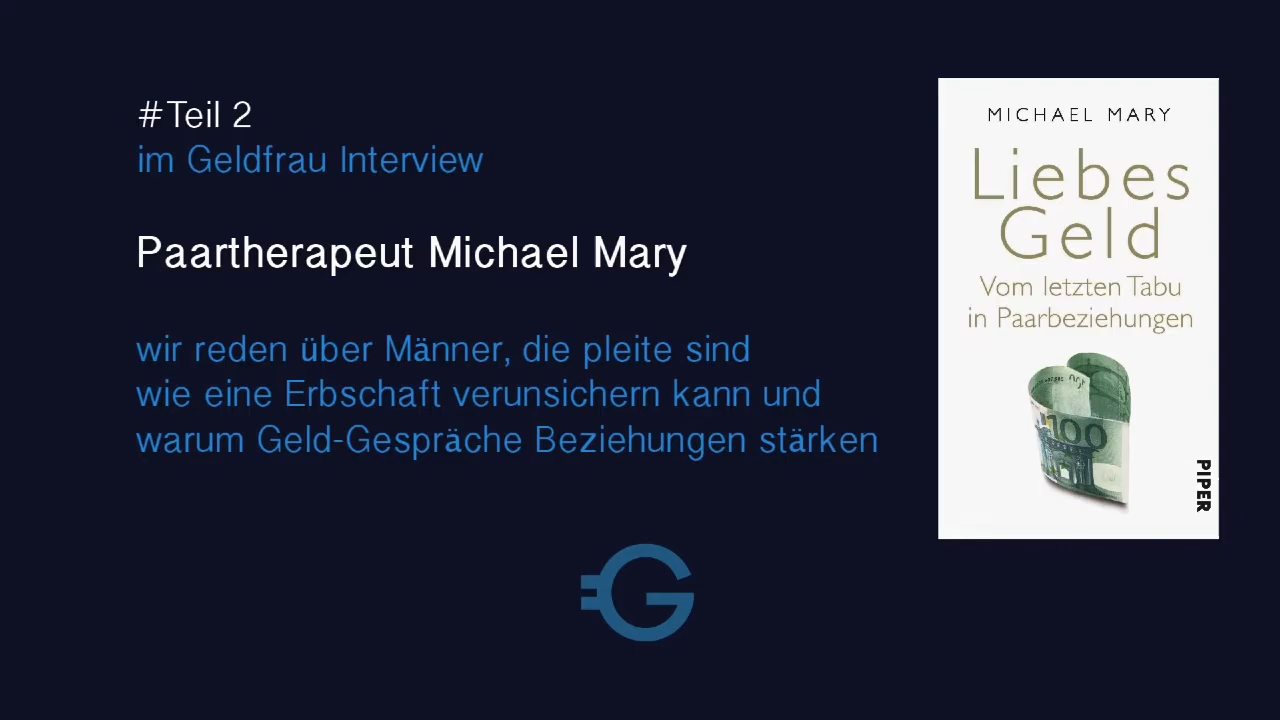 #Teil 2
im Geldfrau Interview
Paartherapeut Michael Mary
wir reden über Männer, die pleite sind
wie eine Erbschaft verunsichern kann und
warum Geld-Gespräche Beziehungen stärken
MICHAEL MARY
Liebes
Geld
Vom letzten Tabu
in Paarbeziehungen
100
PIPER
G